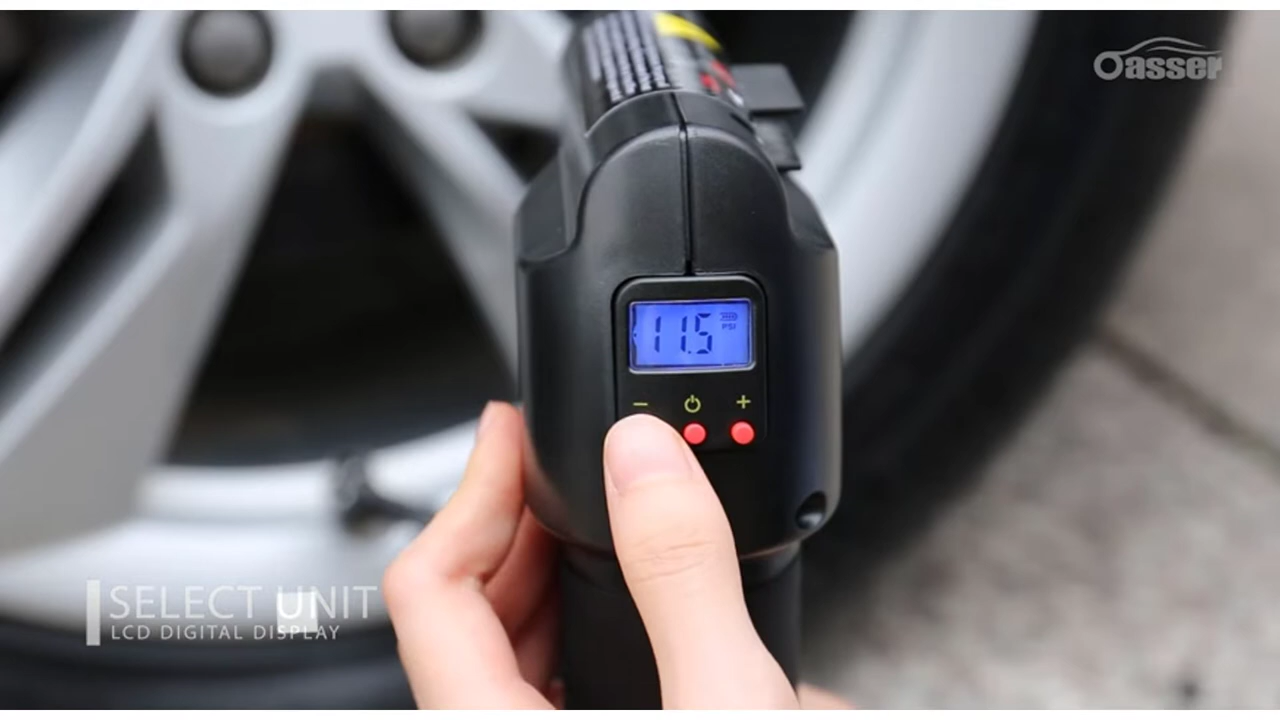 Oasser
11.5
PSI
- +
SELECT UNIT
LCD DIGITAL DISPLAY